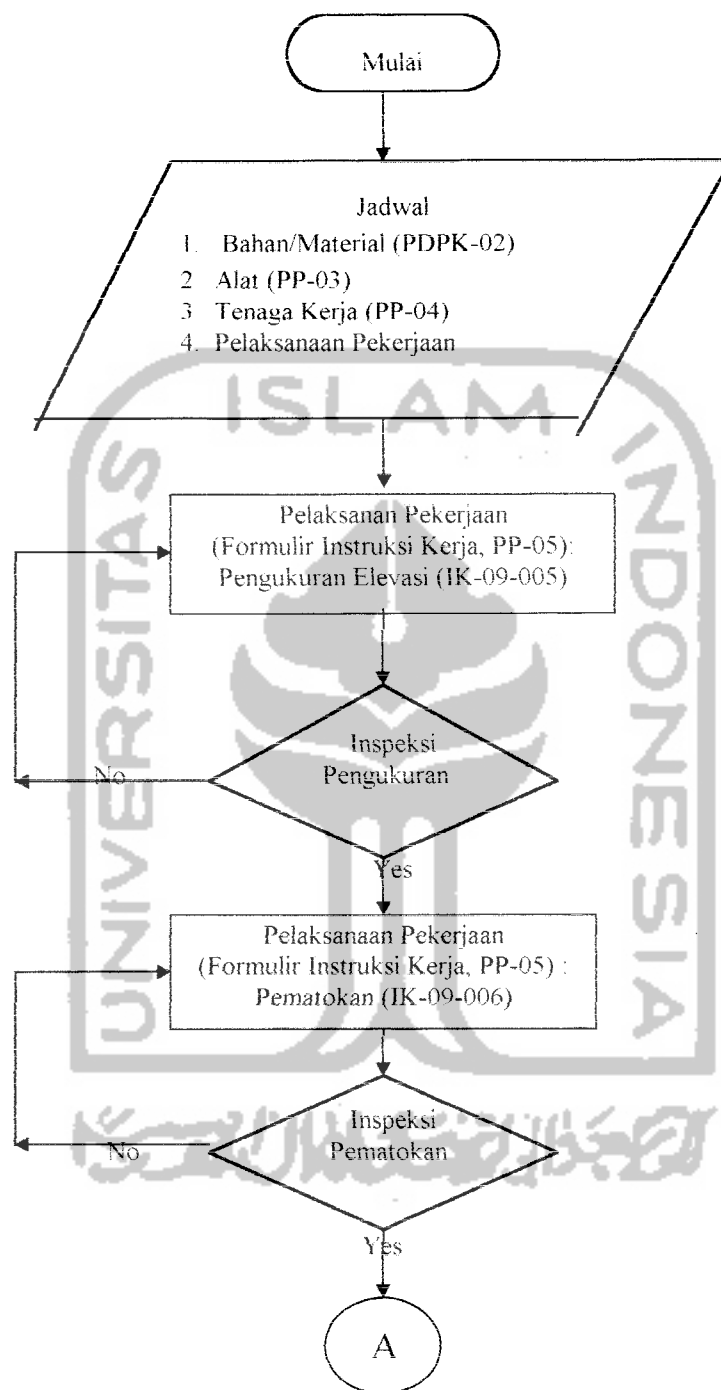 Mulai
Jadwal
1. Bahan/Material (PDPK-02)
2 Alat (PP-03)
3 Tenaga Kerja (PP-04)
4. Pelaksanaan Pekerjaan
ISLAM
UNIVERSITAS
INDONESIA
Pelaksanan Pekerjaan
(Formulir Instruksi Kerja, PP-05):
Pengukuran Elevasi (IK-09-005)
Inspeksi
Pengukuran
No
Yes
Pelaksanaan Pekerjaan
(Formulir Instruksi Kerja, PP-05) :
Pematokan (IK-09-006)
Inspeksi
Pematokan
No
Yes
A